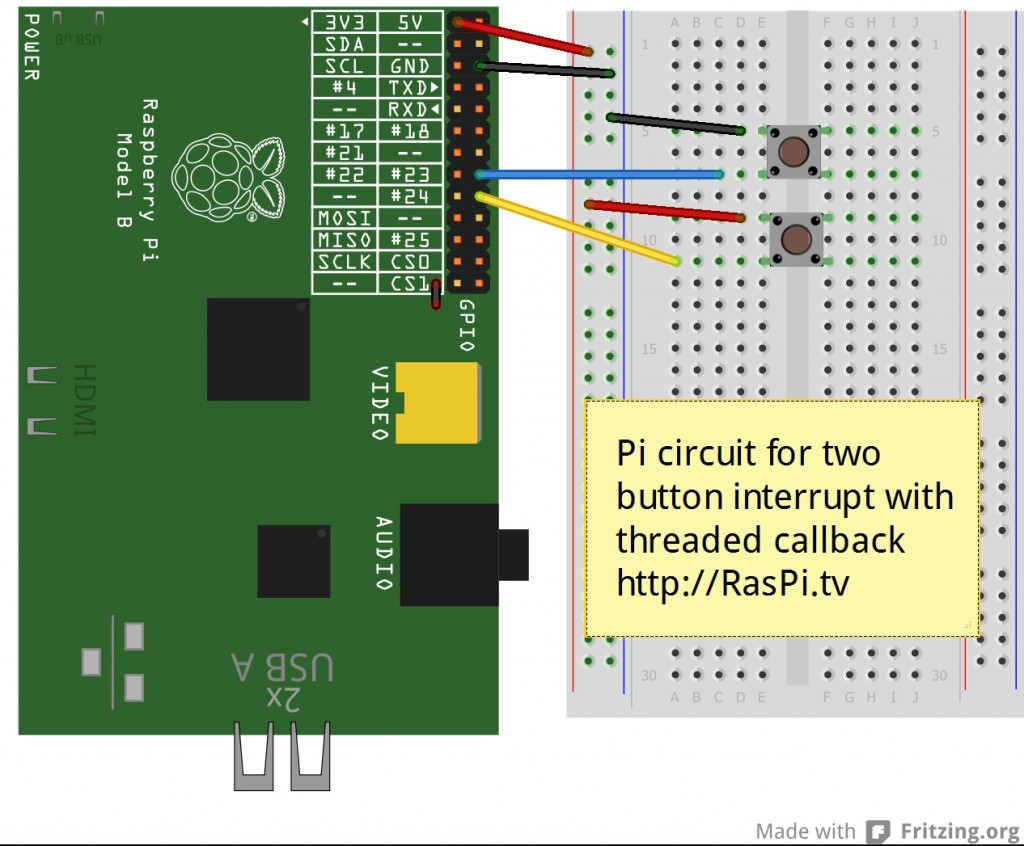 POWER
USB uB
Raspberry Pi
Model B
3V3 5V
SDA --
SCL GND
#4 TXD▶
-- RXD◀
#17 #18
#21 --
#22 #23
-- #24
MOSI --
MISO #25
SCLK CS0
-- CS1
GPIO
HDMI
VIDEO
AUDIO
USB A
2x
A B C D E F G H I J
1 1
5 5
10 10
15 15
Pi circuit for two
button interrupt with
threaded callback
http://RasPi.tv
30 30
A B C D E F G H I J
Made with Fritzing.org